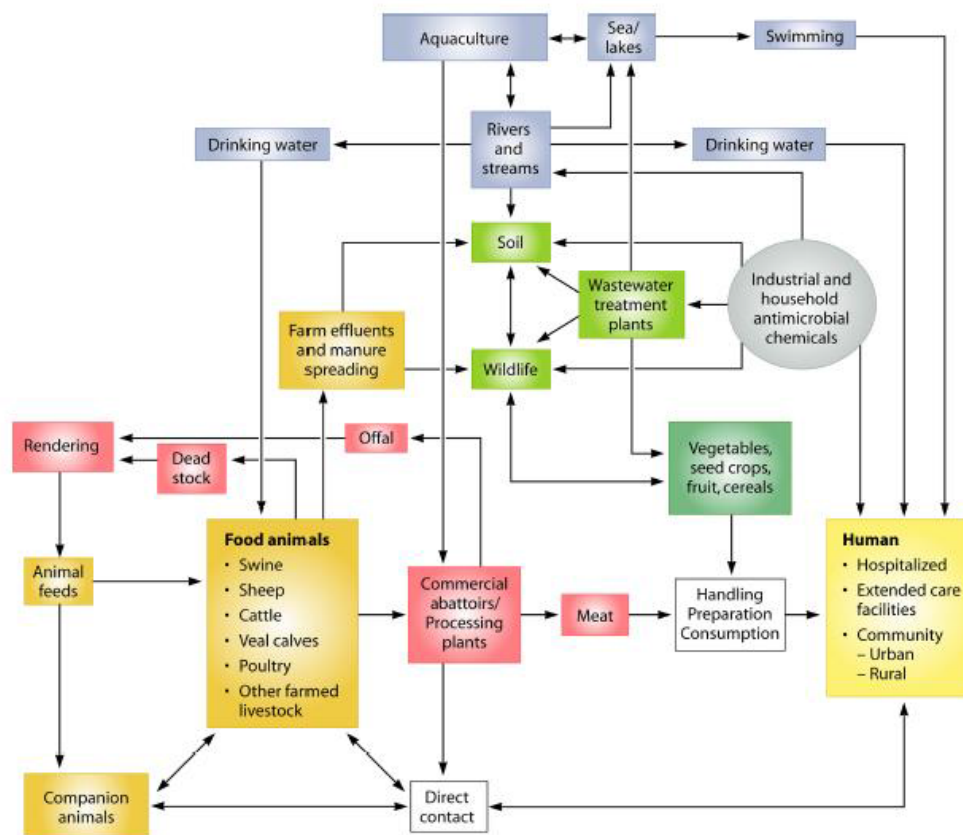 Aquaculture
Sea/
lakes
Swimming
Drinking water
Rivers
and
streams
Drinking water
Soil
Wastewater
treatment
plants
Industrial and
household
antimicrobial
chemicals
Farm effluents
and manure
spreading
Wildlife
Rendering
Offal
Dead
stock
Vegetables,
seed crops,
fruit, cereals
Animal
feeds
Food animals
• Swine
• Sheep
• Cattle
• Veal calves
• Poultry
• Other farmed
livestock
Commercial
abattoirs/
Processing
plants
Meat
Handling
Preparation
Consumption
Human
• Hospitalized
• Extended care
facilities
• Community
– Urban
– Rural
Companion
animals
Direct
contact